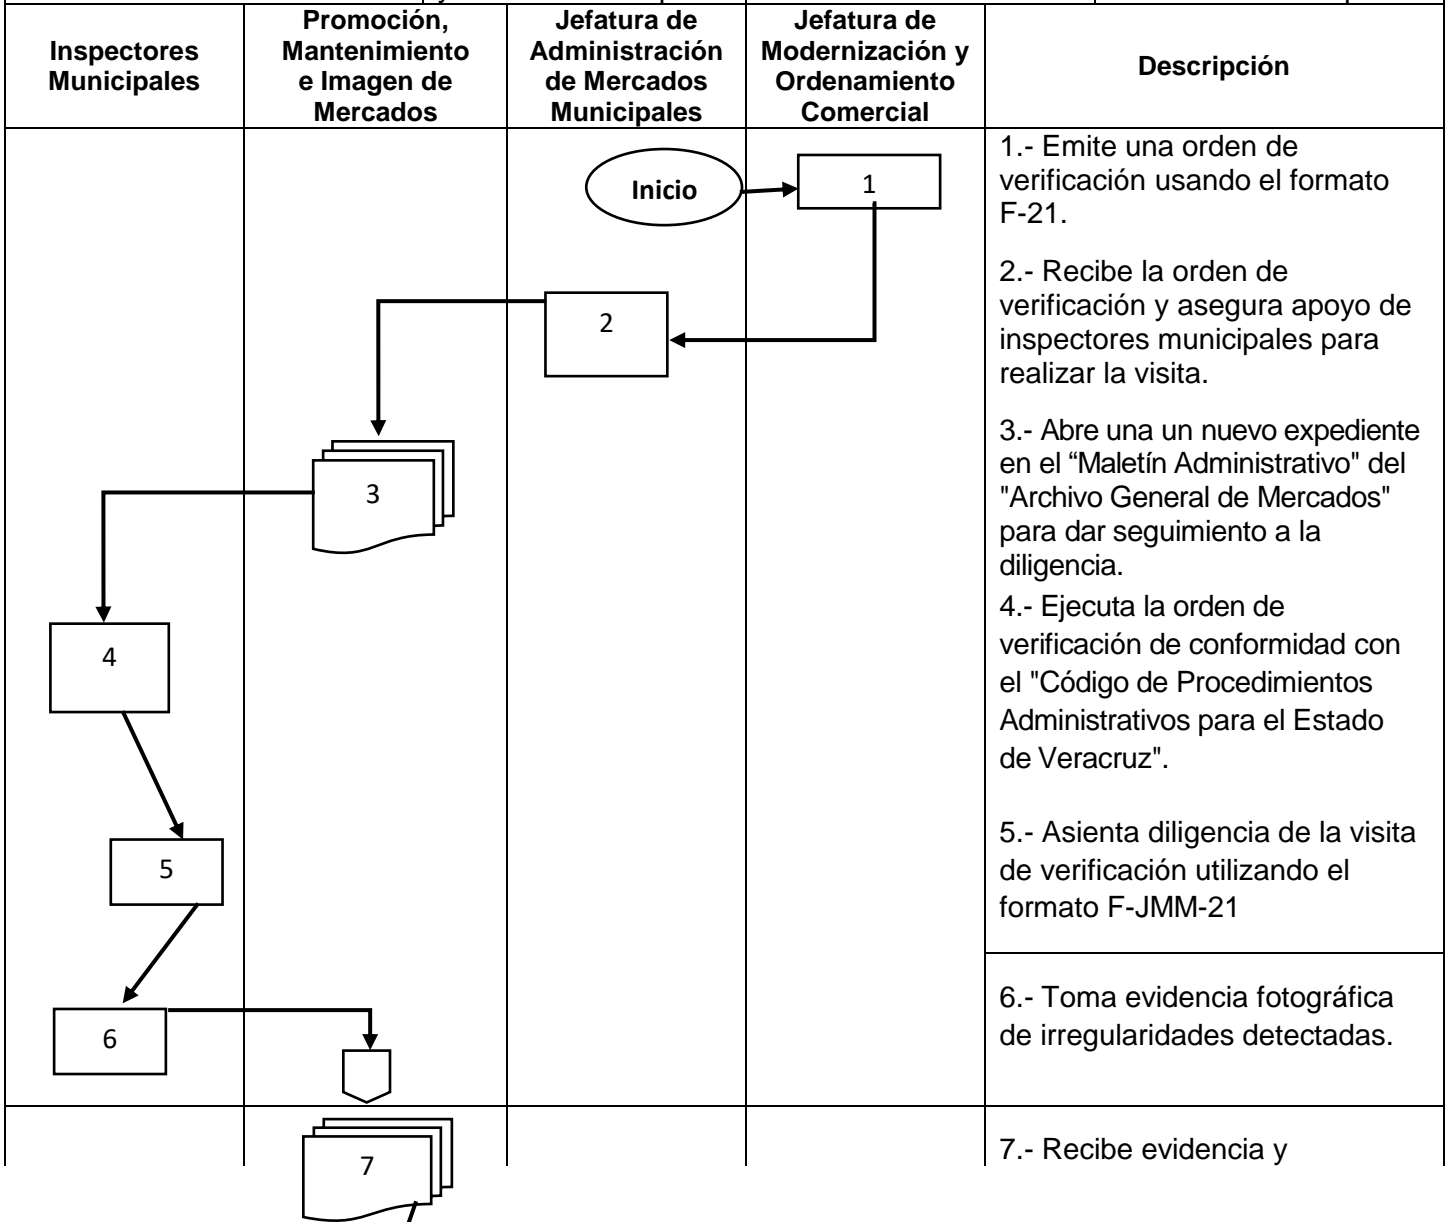 Inspectores
Municipales
Promoción,
Mantenimiento
e Imagen de
Mercados
Jefatura de
Administración
de Mercados
Municipales
Jefatura de
Modernización y
Ordenamiento
Comercial
Descripción
Inicio
1
2
3
4
5
6
7
1.- Emite una orden de
verificación usando el formato
F-21.
2.- Recibe la orden de
verificación y asegura apoyo de
inspectores municipales para
realizar la visita.
3.- Abre una un nuevo expediente
en el “Maletín Administrativo" del
"Archivo General de Mercados"
para dar seguimiento a la
diligencia.
4.- Ejecuta la orden de
verificación de conformidad con
el "Código de Procedimientos
Administrativos para el Estado
de Veracruz".
5.- Asienta diligencia de la visita
de verificación utilizando el
formato F-JMM-21
6.- Toma evidencia fotográfica
de irregularidades detectadas.
7.- Recibe evidencia y